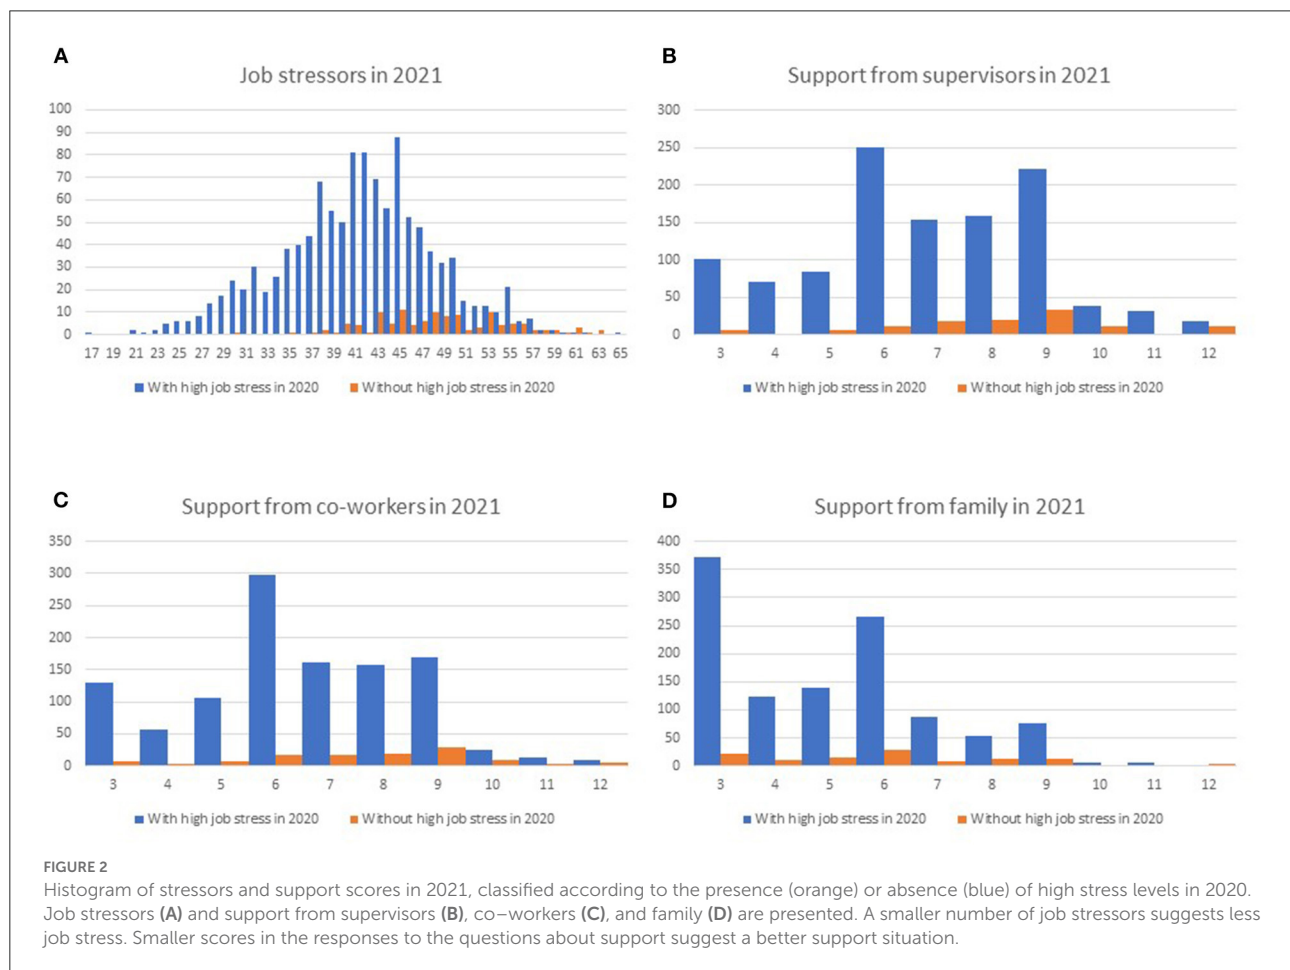 A
Job stressors in 2021
100
90
80
70
60
50
40
30
20
10
0
17 19 21 23 25 27 29 31 33 35 37 39 41 43 45 47 49 51 53 55 57 59 61 63 65
With high job stress in 2020 Without high job stress in 2020
B
Support from supervisors in 2021
300
250
200
150
100
50
0
3 4 5 6 7 8 9 10 11 12
With high job stress in 2020 Without high job stress in 2020
C
Support from co-workers in 2021
350
300
250
200
150
100
50
0
3 4 5 6 7 8 9 10 11 12
With high job stress in 2020 Without high job stress in 2020
D
Support from family in 2021
400
350
300
250
200
150
100
50
0
3 4 5 6 7 8 9 10 11 12
With high job stress in 2020 Without high job stress in 2020
FIGURE 2
Histogram of stressors and support scores in 2021, classified according to the presence (orange) or absence (blue) of high stress levels in 2020.
Job stressors (A) and support from supervisors (B), co–workers (C), and family (D) are presented. A smaller number of job stressors suggests less
job stress. Smaller scores in the responses to the questions about support suggest a better support situation.